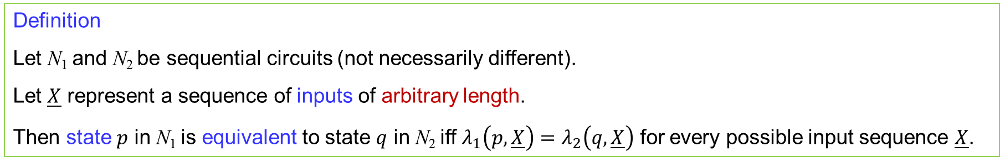 Definition
Let N₁ and N₂ be sequential circuits (not necessarily different).
Let X̲ represent a sequence of inputs of arbitrary length.
Then state p in N₁ is equivalent to state q in N₂ iff λ₁(p, X̲) = λ₂(q, X̲) for every possible input sequence X̲.